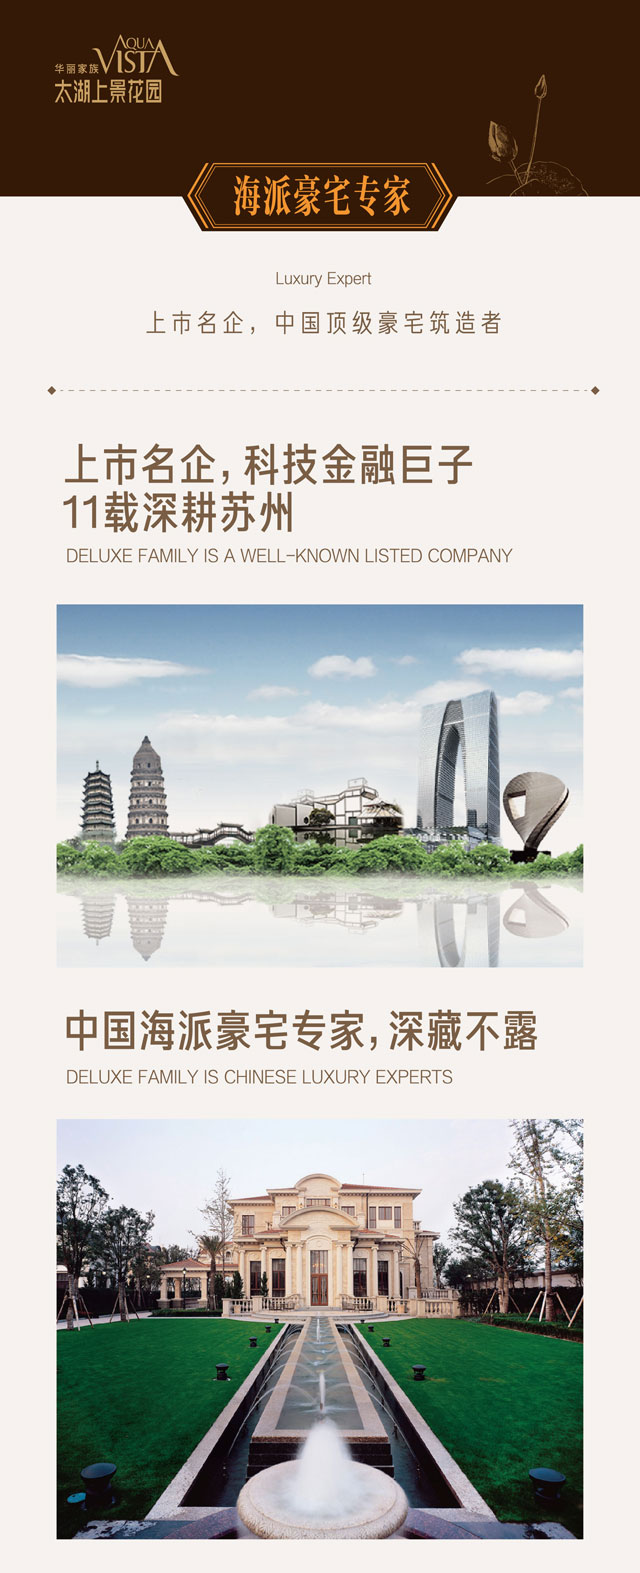 AQUA
华丽家族 VISTA
太湖上景花园
海派豪宅专家
Luxury Expert
上市名企，中国顶级豪宅筑造者
上市名企，科技金融巨子
11载深耕苏州
DELUXE FAMILY IS A WELL-KNOWN LISTED COMPANY
中国海派豪宅专家，深藏不露
DELUXE FAMILY IS CHINESE LUXURY EXPERTS